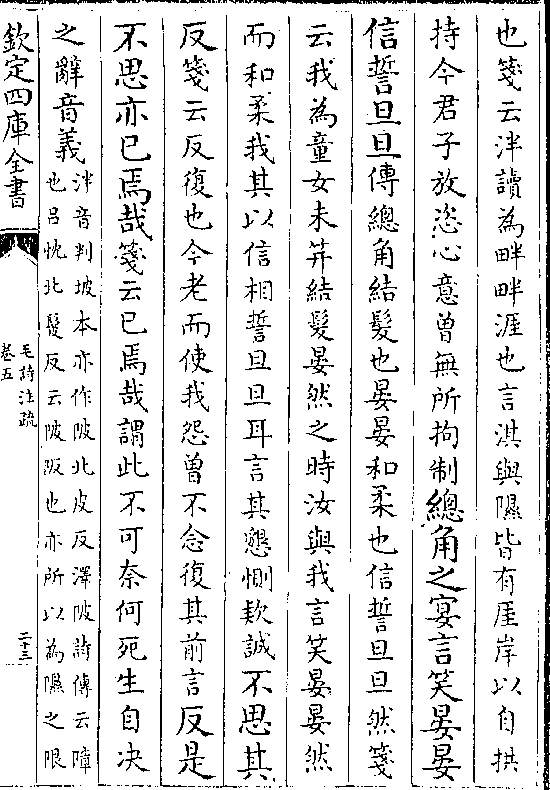 也箋云泮讀為畔畔涯也言淇與隰皆有厓岸以自拱
持今君子放恣心意曾無所拘制總角之宴言笑晏晏
信誓旦旦傳總角結髮也晏晏和柔也信誓旦旦然箋
云我為童女未笄結髮晏然之時汝與我言笑晏晏然
而和柔我其以信相誓旦旦耳言其懇惻欵誠不思其
反箋云反復也今老而使我怨曾不念復其前言反是
不思亦已焉哉箋云已焉哉謂此不可奈何死生自决
之辭音義泮音判坡本亦作陂北皮反澤陂詩傳云障
也吕忱北髲反云陂阪也亦所以為隰之限
欽定四庫全書
毛詩注疏
卷五
二十三